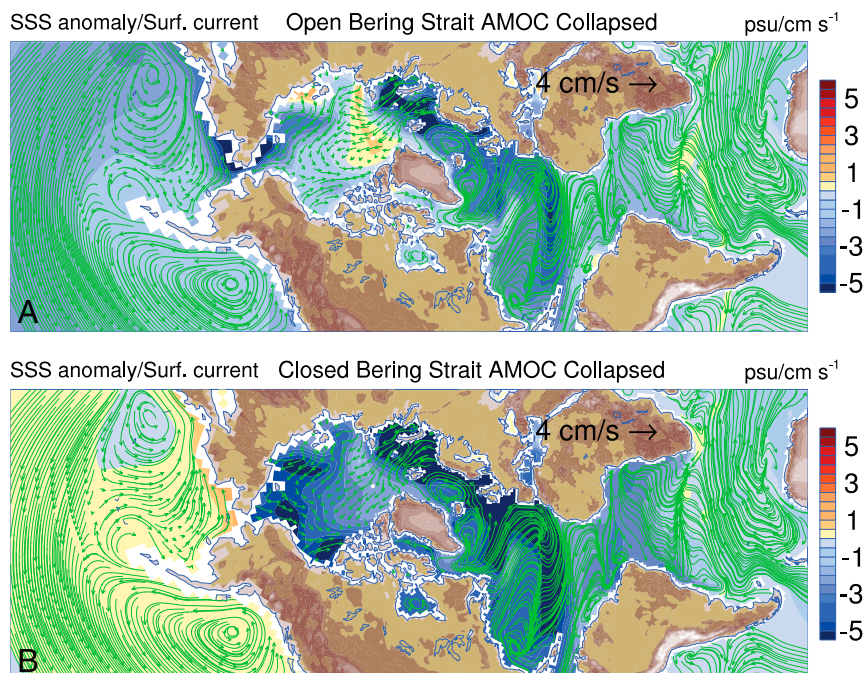 SSS anomaly/Surf. current Open Bering Strait AMOC Collapsed psu/cm s⁻¹
4 cm/s →
5
3
1
-1
-3
-5
A
SSS anomaly/Surf. current Closed Bering Strait AMOC Collapsed psu/cm s⁻¹
4 cm/s →
5
3
1
-1
-3
-5
B